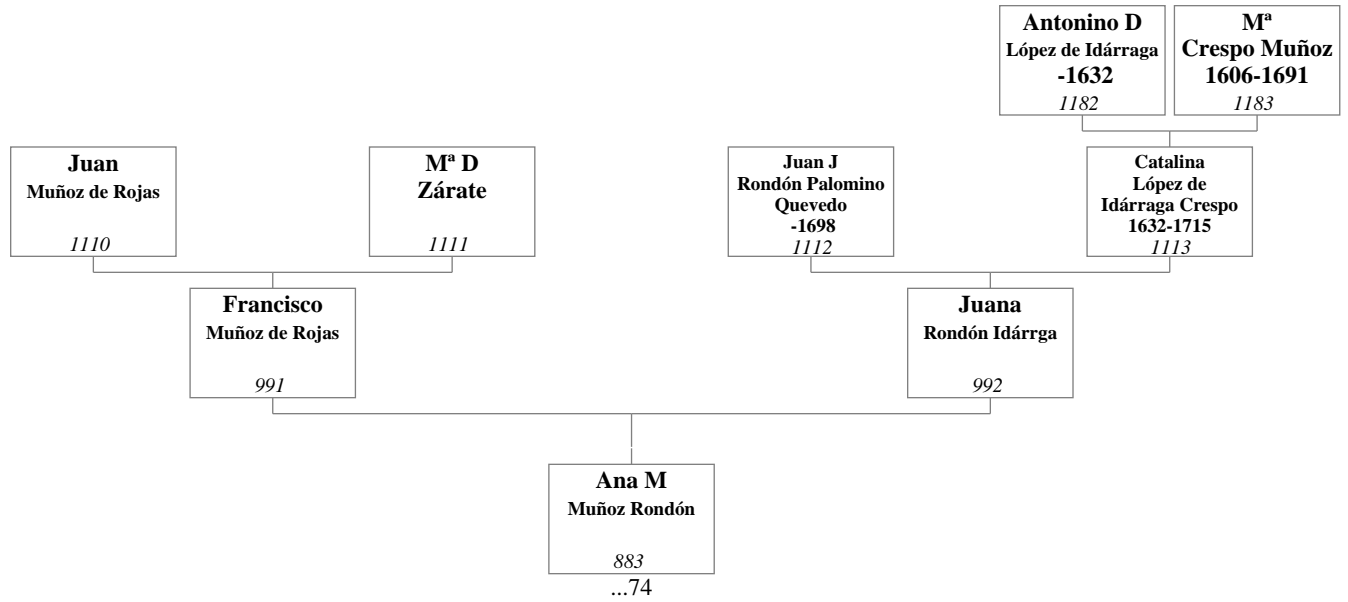 Antonino D
López de Idárraga
-1632
1182
Mª
Crespo Muñoz
1606-1691
1183
Juan
Muñoz de Rojas
1110
Mª D
Zárate
1111
Juan J
Rondón Palomino
Quevedo
-1698
1112
Catalina
López de
Idárraga Crespo
1632-1715
1113
Francisco
Muñoz de Rojas
991
Juana
Rondón Idárrga
992
Ana M
Muñoz Rondón
883
...74